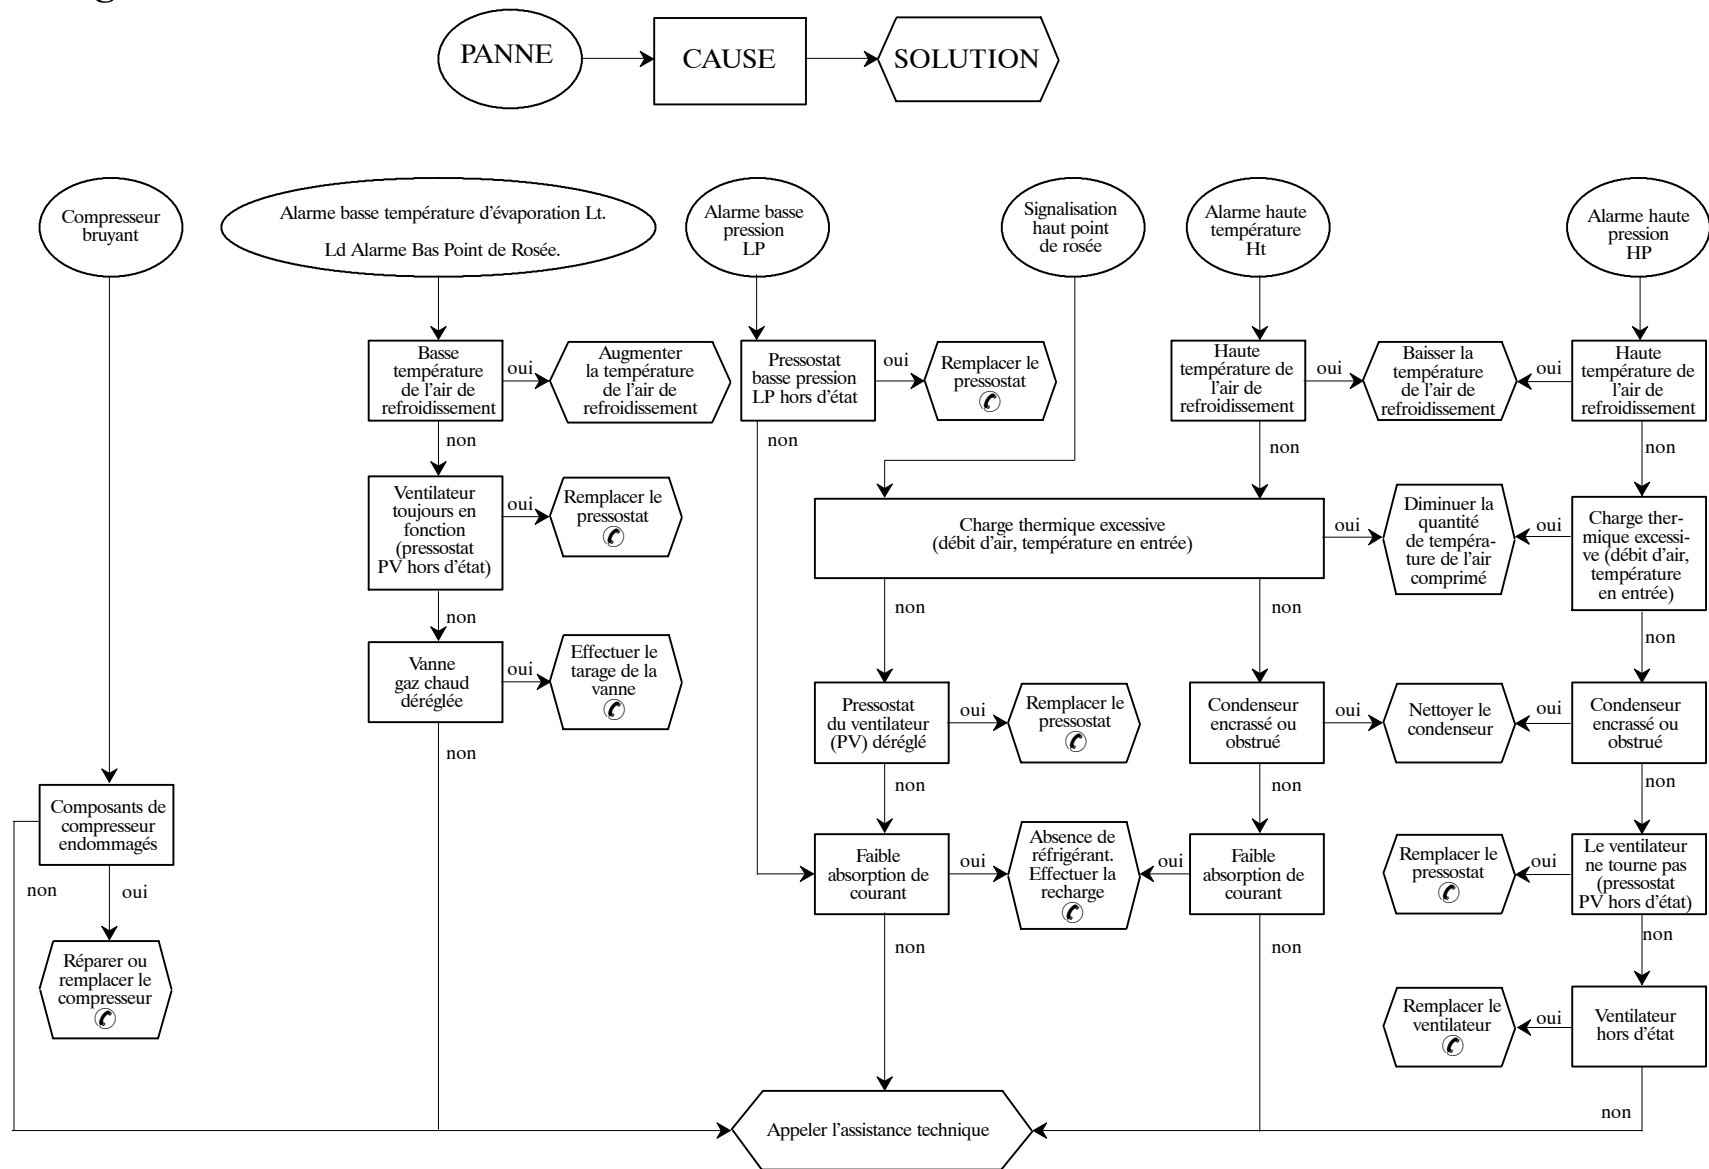 PANNE
CAUSE
SOLUTION
Compresseur
bruyant
Alarme basse température d'évaporation Lt.
Ld Alarme Bas Point de Rosée.
Alarme basse
pression
LP
Signalisation
haut point
de rosée
Alarme haute
température
Ht
Alarme haute
pression
HP
Basse
température
de l'air de
refroidissement
oui
Augmenter
la température
de l'air de
refroidissement
Pressostat
basse pression
LP hors d'état
oui
Remplacer le
pressostat
Haute
température de
l'air de
refroidissement
oui
Baisser la
température
de l'air de
refroidissement
oui
Haute
température de
l'air de
refroidissement
non
non
non
non
Ventilateur
toujours en
fonction
(pressostat
PV hors d'état)
oui
Remplacer le
pressostat
Charge thermique excessive
(débit d'air, température en entrée)
oui
Diminuer la
quantité
de tempéra-
ture de l'air
comprimé
oui
Charge ther-
mique excessi-
ve (débit d'air,
température
en entrée)
non
non
non
non
Vanne
gaz chaud
déréglée
oui
Effectuer le
tarage de la
vanne
Pressostat
du ventilateur
(PV) déréglé
oui
Remplacer le
pressostat
Condenseur
encrassé ou
obstrué
oui
Nettoyer le
condenseur
oui
Condenseur
encrassé ou
obstrué
non
non
non
non
Composants de
compresseur
endommagés
non
oui
Réparer ou
remplacer le
compresseur
Faible
absorption de
courant
oui
Absence de
réfrigérant.
Effectuer la
recharge
oui
Faible
absorption de
courant
Remplacer le
pressostat
oui
Le ventilateur
ne tourne pas
(pressostat
PV hors d'état)
non
non
non
Remplacer le
ventilateur
oui
Ventilateur
hors d'état
non
Appeler l'assistance technique